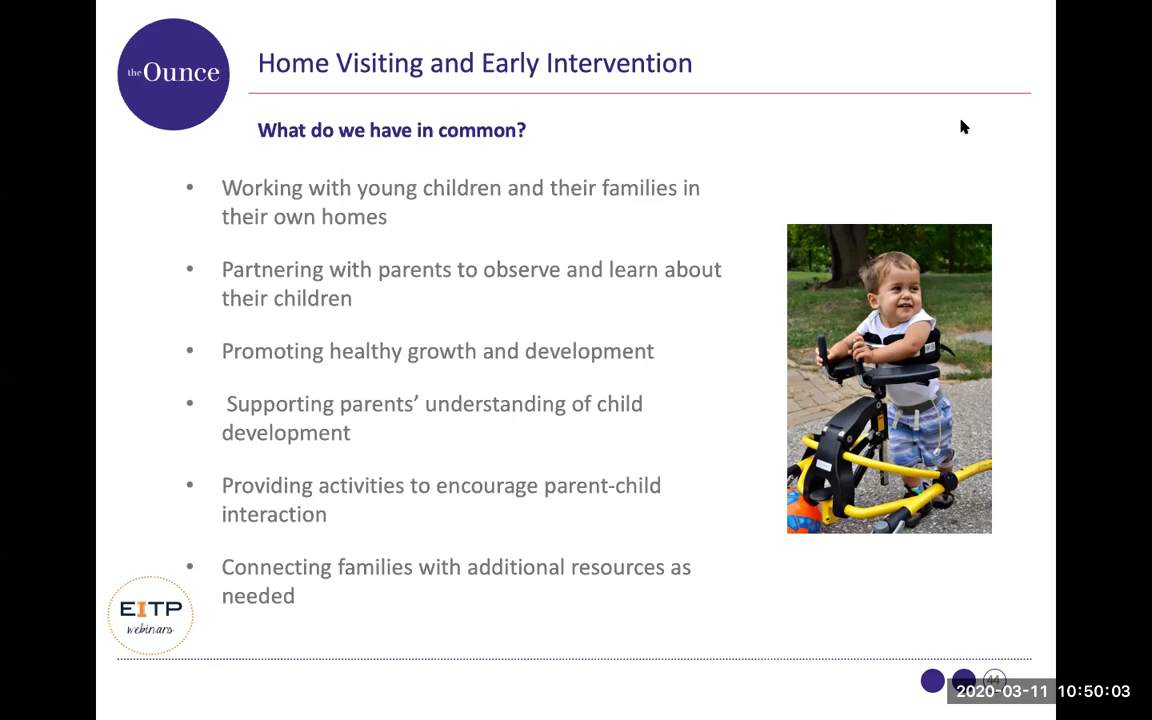 the Ounce
Home Visiting and Early Intervention
What do we have in common?
• Working with young children and their families in
their own homes
• Partnering with parents to observe and learn about
their children
• Promoting healthy growth and development
• Supporting parents’ understanding of child
development
• Providing activities to encourage parent-child
interaction
• Connecting families with additional resources as
needed
EITP
webinars
44
2020-03-11 10:50:03